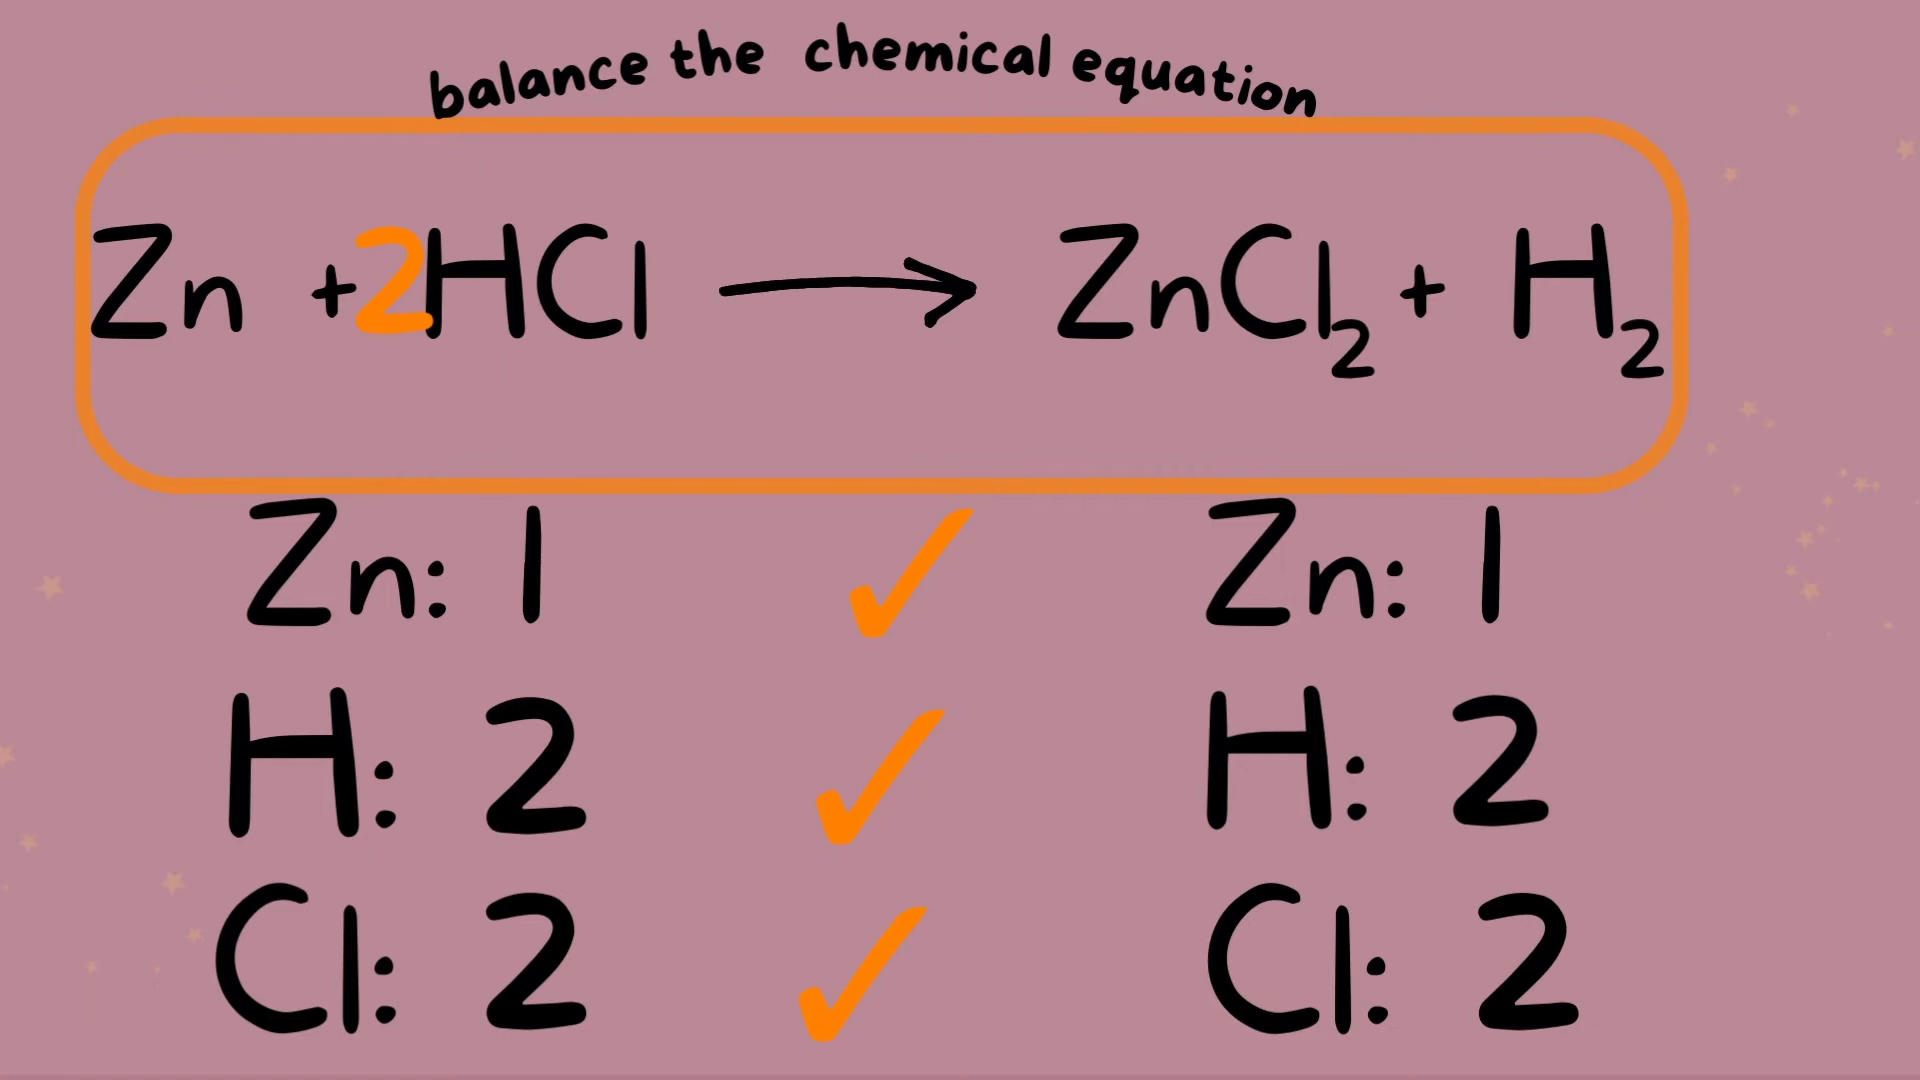 balance the chemical equation
Zn + 2HCl ⟶ ZnCl₂ + H₂
Zn: 1 ✓ Zn: 1
H: 2 ✓ H: 2
Cl: 2 ✓ Cl: 2